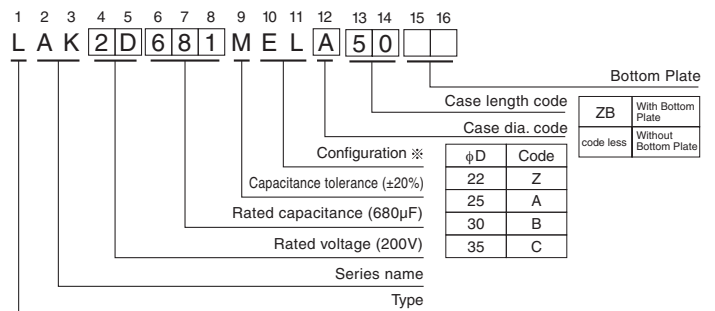 1 2 3 4 5 6 7 8 9 10 11 12 13 14 15 16
L A K 2 D 6 8 1 M E L A 5 0
Bottom Plate
Case length code
Case dia. code
Configuration ※
Capacitance tolerance (±20%)
Rated capacitance (680µF)
Rated voltage (200V)
Series name
Type
ZB With Bottom Plate
code less Without Bottom Plate
ϕD Code
22 Z
25 A
30 B
35 C